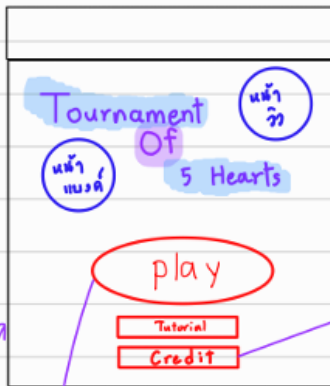 Tournament
หน้า
วิว
Of
หน้า
แบงค์
5 Hearts
play
Tutorial
Credit